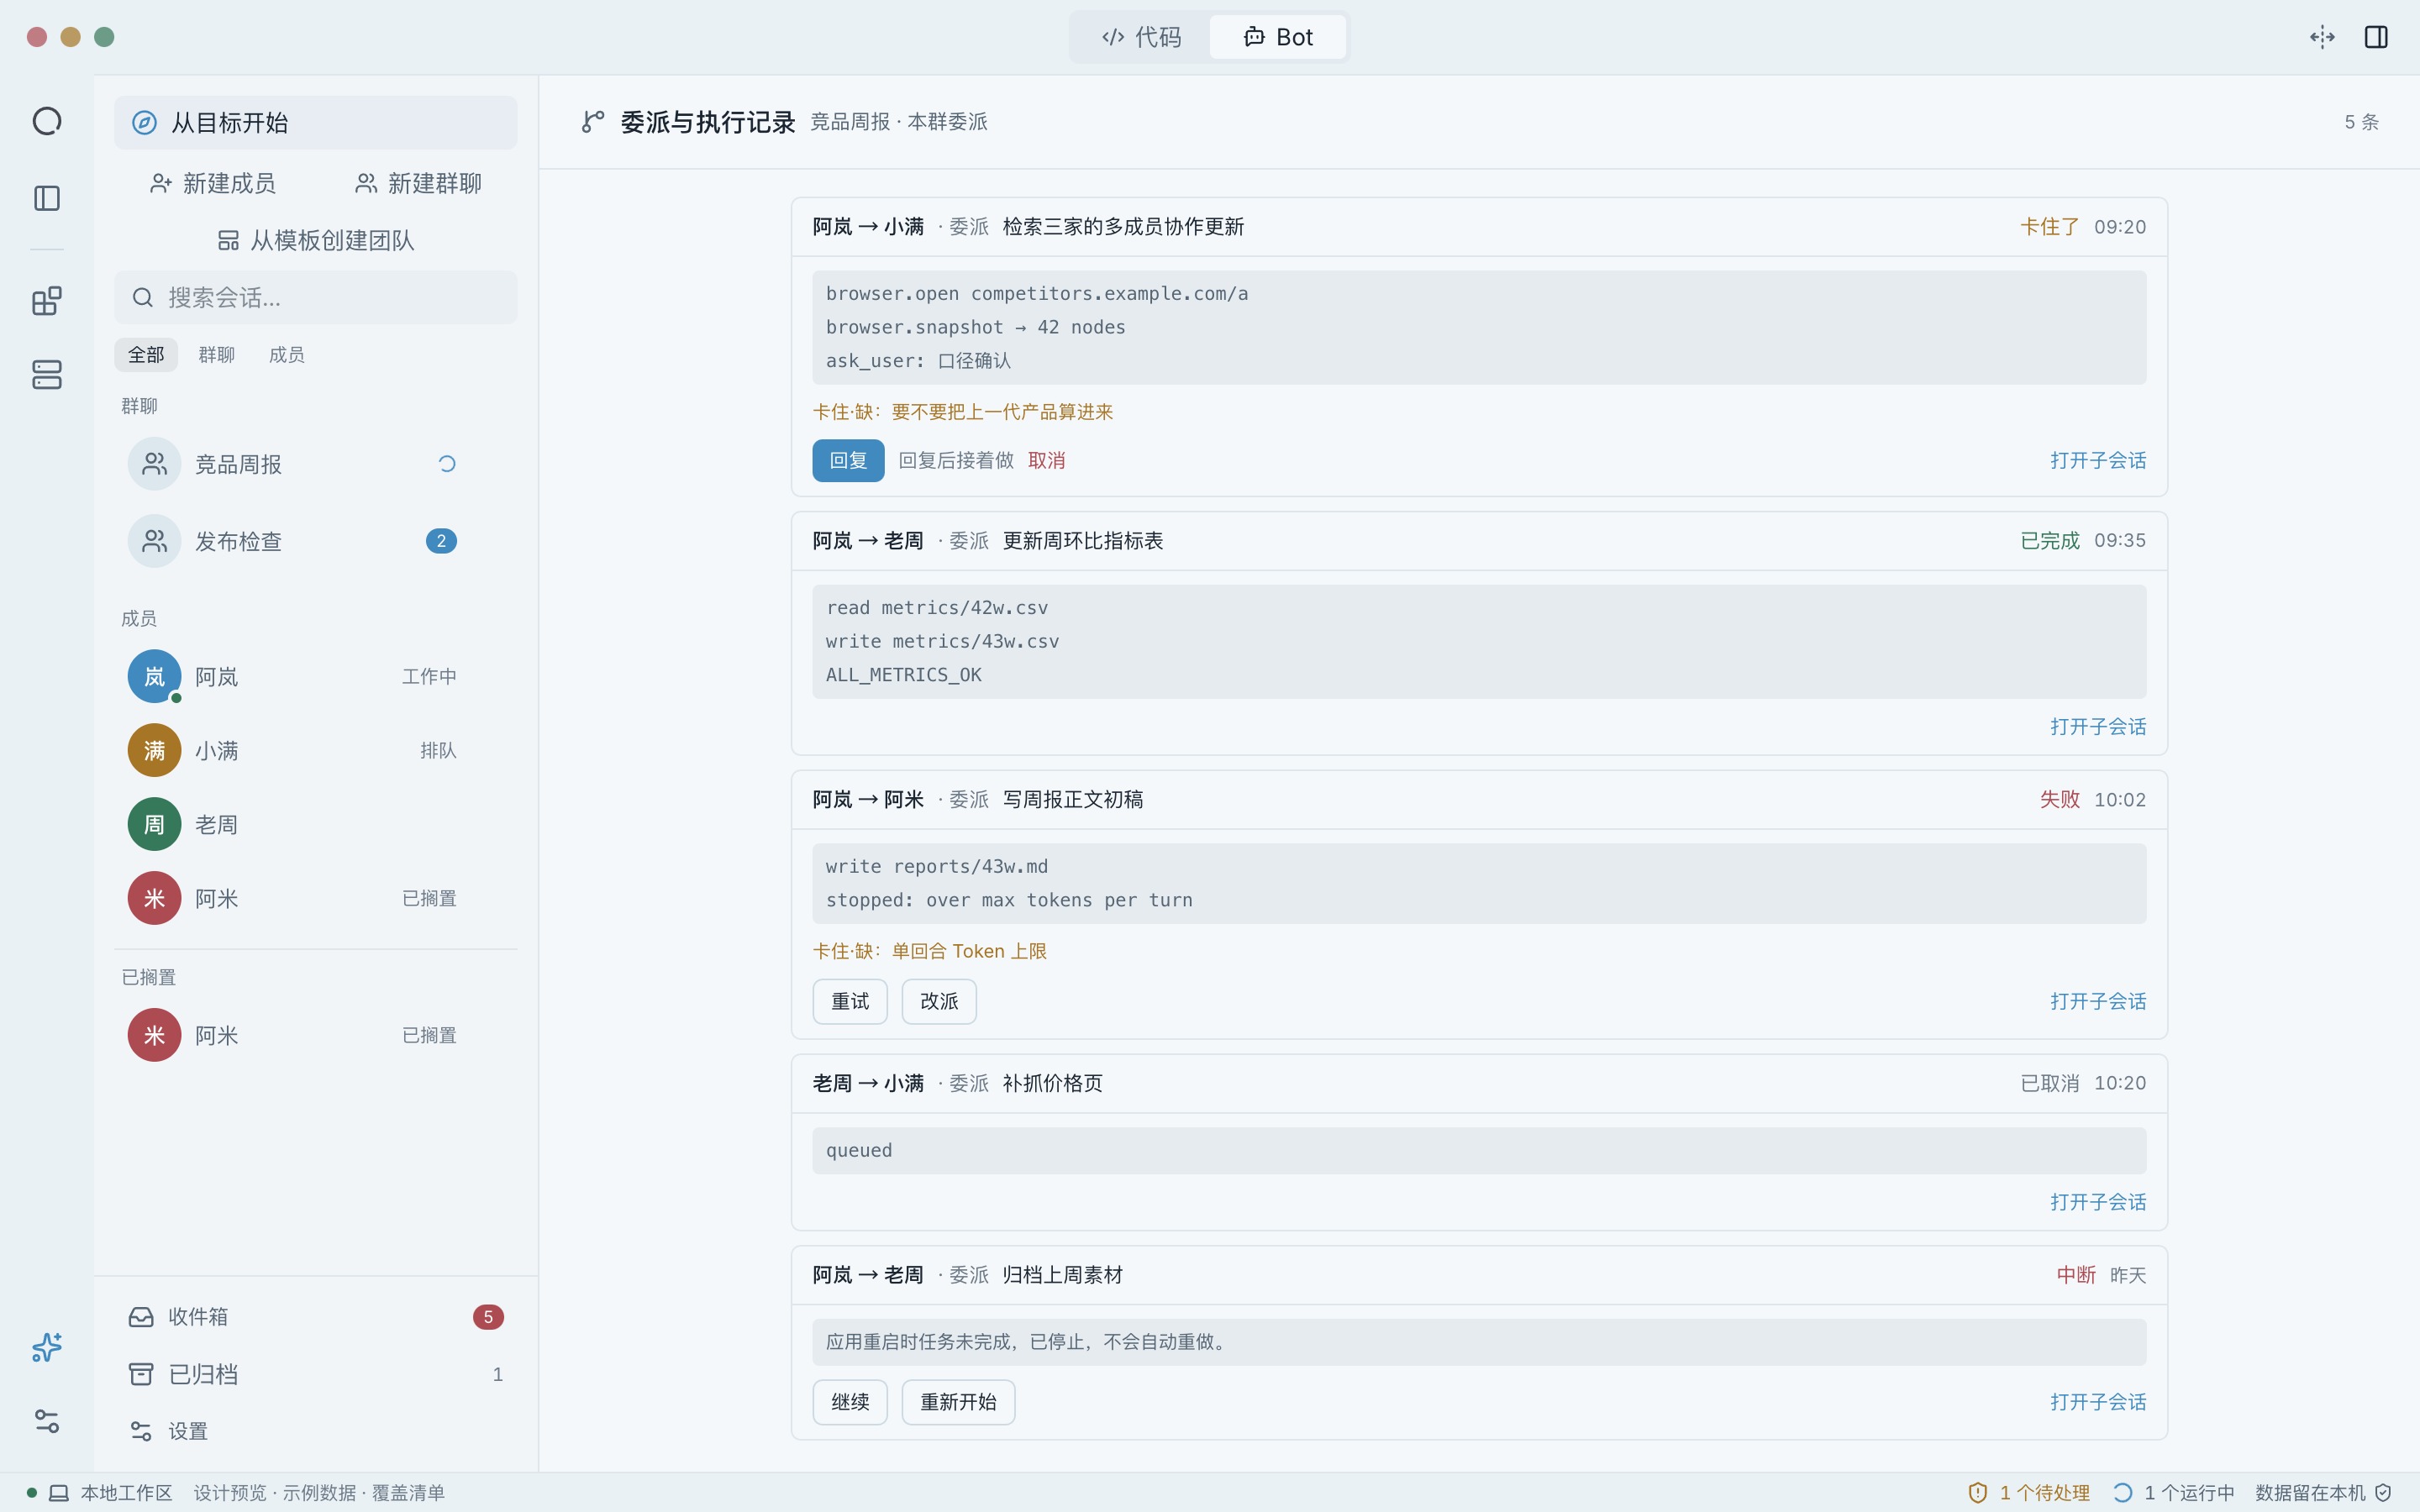 代码
Bot
从目标开始
新建成员
新建群聊
从模板创建团队
搜索会话...
全部
群聊
成员
群聊
竞品周报
发布检查
2
成员
岚
阿岚
工作中
满
小满
排队
周
老周
米
阿米
已搁置
已搁置
米
阿米
已搁置
收件箱
5
已归档
1
设置
委派与执行记录 竞品周报 · 本群委派
5 条
阿岚 → 小满 · 委派 检索三家的多成员协作更新
卡住了 09:20
browser.open competitors.example.com/a
browser.snapshot → 42 nodes
ask_user: 口径确认
卡住·缺：要不要把上一代产品算进来
回复 回复后接着做 取消
打开子会话
阿岚 → 老周 · 委派 更新周环比指标表
已完成 09:35
read metrics/42w.csv
write metrics/43w.csv
ALL_METRICS_OK
打开子会话
阿岚 → 阿米 · 委派 写周报正文初稿
失败 10:02
write reports/43w.md
stopped: over max tokens per turn
卡住·缺：单回合 Token 上限
重试 改派
打开子会话
老周 → 小满 · 委派 补抓价格页
已取消 10:20
queued
打开子会话
阿岚 → 老周 · 委派 归档上周素材
中断 昨天
应用重启时任务未完成，已停止，不会自动重做。
继续 重新开始
打开子会话
本地工作区 设计预览 · 示例数据 · 覆盖清单
1 个待处理 1 个运行中 数据留在本机